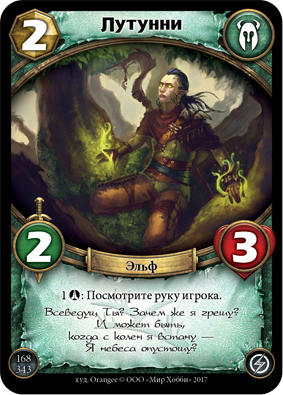 2
Лутунни
2
Эльф
3
1 : Посмотрите руку игрока.
Всеведущ Ты? Зачем же я грешу?
И может быть,
когда с колен я встану —
Я небеса опустошу?
168
343
худ. Orangee © ООО «Мир Хобби» 2017